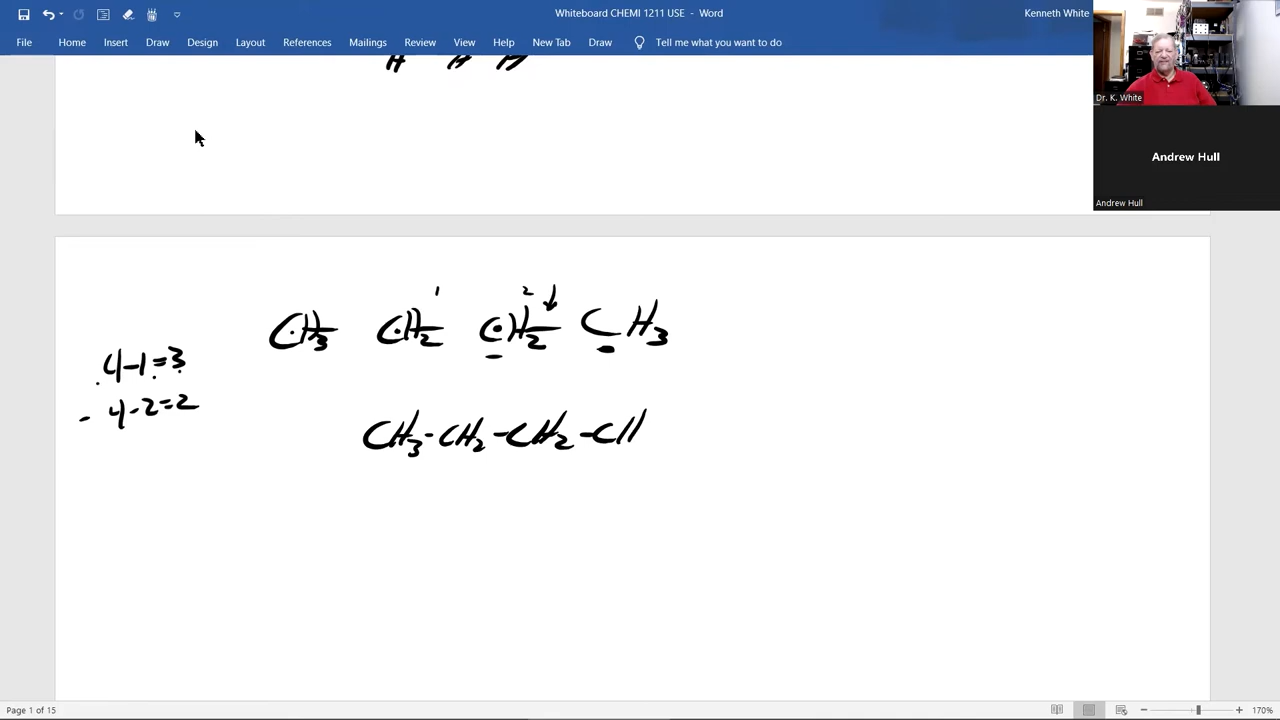 Whiteboard CHEMI 1211 USE - Word
Kenneth White
File Home Insert Draw Design Layout References Mailings Review View Help New Tab Draw Tell me what you want to do
Dr. K. White
Andrew Hull
Andrew Hull
H H H
1 2
CH3 CH2 CH2 CH3
4-1=3
4-2=2
CH3-CH2-CH2-CH
Page 1 of 15
170%